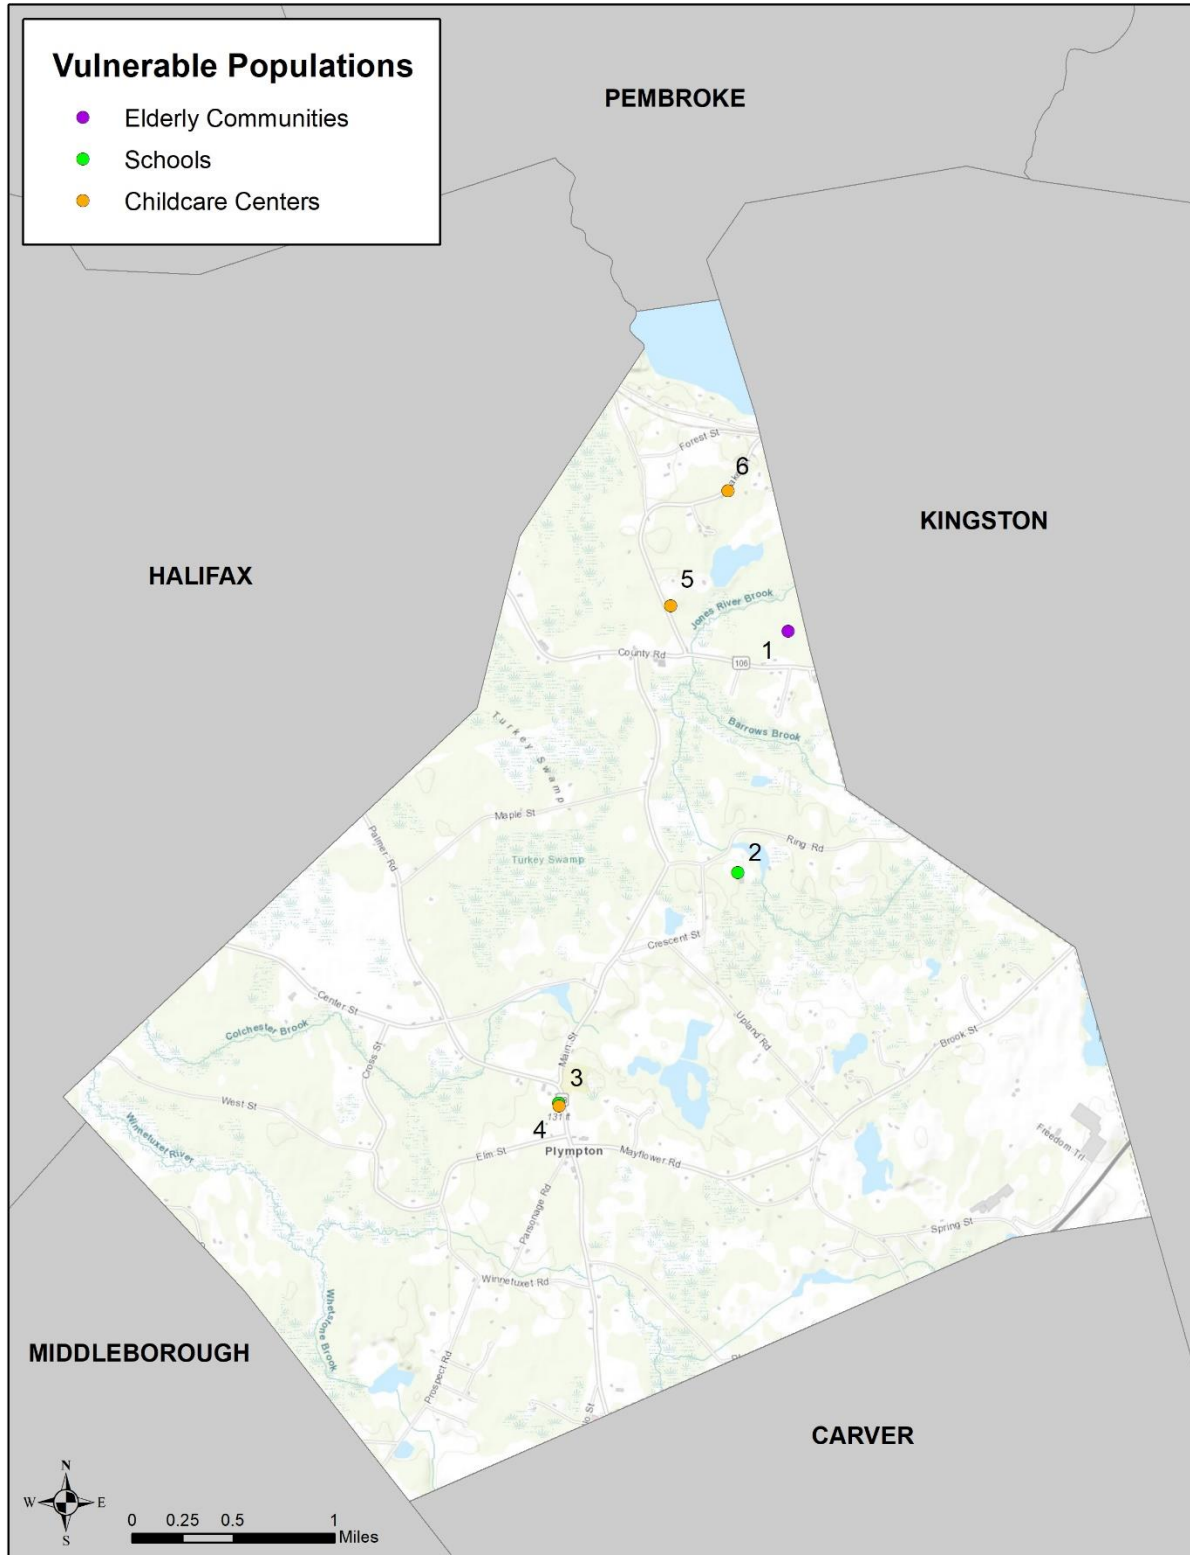 Vulnerable Populations
Elderly Communities
Schools
Childcare Centers
PEMBROKE
KINGSTON
HALIFAX
Forest St
6
5
Jones River Brook
1
County Rd
106
Barrows Brook
Turkey Swamp
Maple St
Palmer Rd
Turkey Swamp
Ring Rd
2
Crescent St
Center St
Colchester Brook
Main St
Upland Rd
Brook St
Cross St
3
West St
131 ft
4
Winnetuxet River
Elm St
Plympton
Mayflower Rd
Freedom Trl
Parsonage Rd
Spring St
Winnetuxet Rd
Whetstone Brook
MIDDLEBOROUGH
Prospect Rd
CARVER
N
W
E
S
0 0.25 0.5 1
Miles